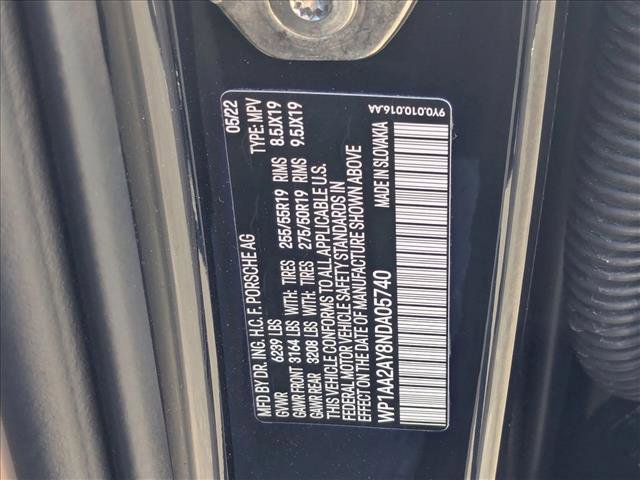 MFD BY DR. ING. H.C. F. PORSCHE AG 05/22
GVWR 6239 LBS TYPE: MPV
GAWR FRONT 3164 LBS WITH: TIRES 255/55R19 RIMS 8.5JX19
GAWR REAR 3208 LBS WITH: TIRES 275/50R19 RIMS 9.5JX19
THIS VEHICLE CONFORMS TO ALL APPLICABLE U.S.
FEDERAL MOTOR VEHICLE SAFETY STANDARDS IN
EFFECT ON THE DATE OF MANUFACTURE SHOWN ABOVE
WP1AA2AY8NDA05740 MADE IN SLOVAKIA
9Y0.010.016.AA